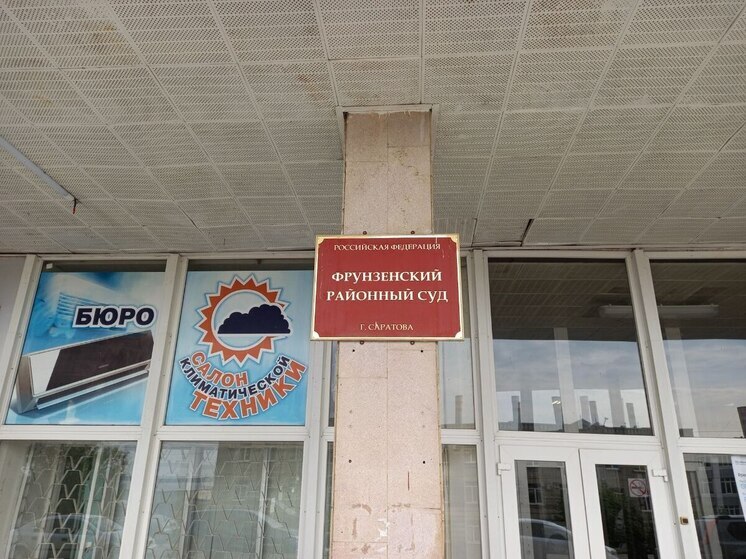 РОССИЙСКАЯ ФЕДЕРАЦИЯ
ФРУНЗЕНСКИЙ
РАЙОННЫЙ СУД
Г. САРАТОВА
БЮРО
САЛОН
КЛИМАТИЧЕСКОЙ
ТЕХНИКИ